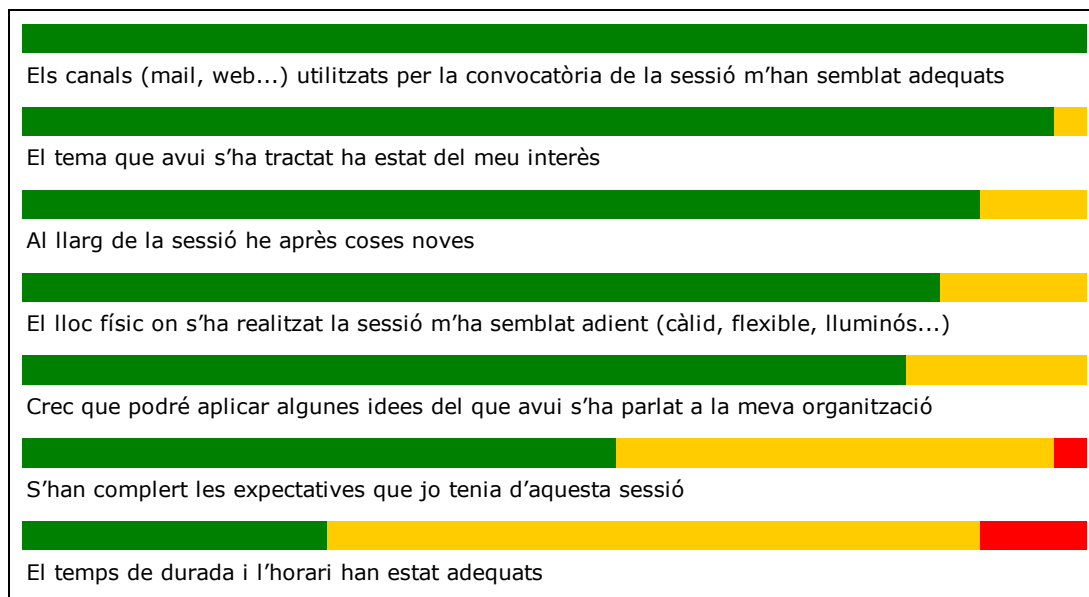 Els canals (mail, web...) utilitzats per la convocatòria de la sessió m’han semblat adequats
El tema que avui s’ha tractat ha estat del meu interès
Al llarg de la sessió he après coses noves
El lloc físic on s’ha realitzat la sessió m’ha semblat adient (càlid, flexible, lluminós...)
Crec que podré aplicar algunes idees del que avui s’ha parlat a la meva organització
S’han complert les expectatives que jo tenia d’aquesta sessió
El temps de durada i l’horari han estat adequats